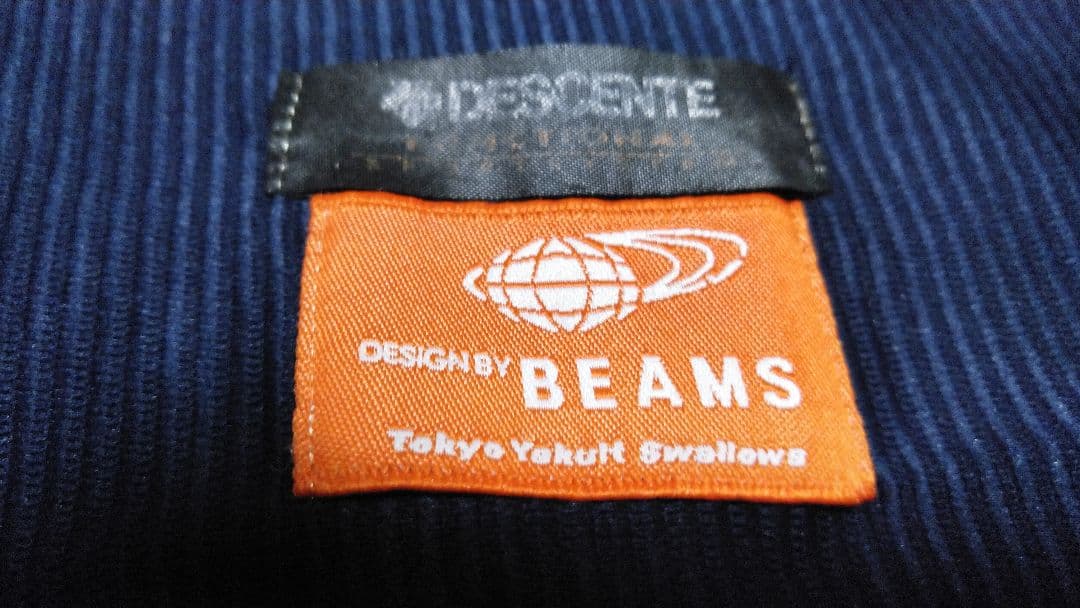 DESCENTE
DESIGN BY BEAMS
Tokyo Yakult Swallows